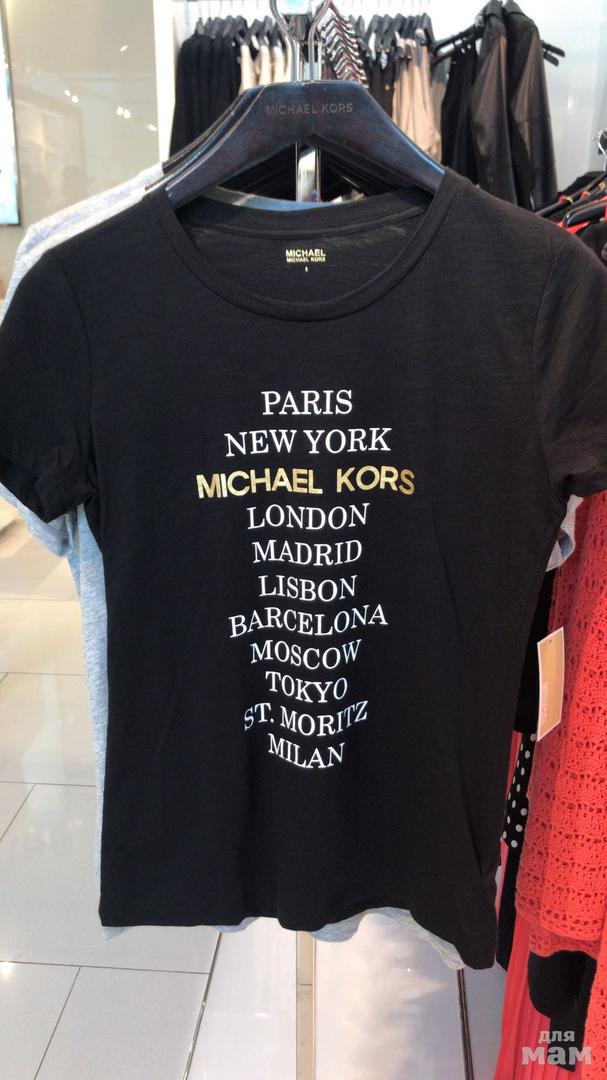 MICHAEL KORS
MICHAEL
MICHAEL KORS
PARIS
NEW YORK
MICHAEL KORS
LONDON
MADRID
LISBON
BARCELONA
MOSCOW
TOKYO
ST. MORITZ
MILAN
для
мам